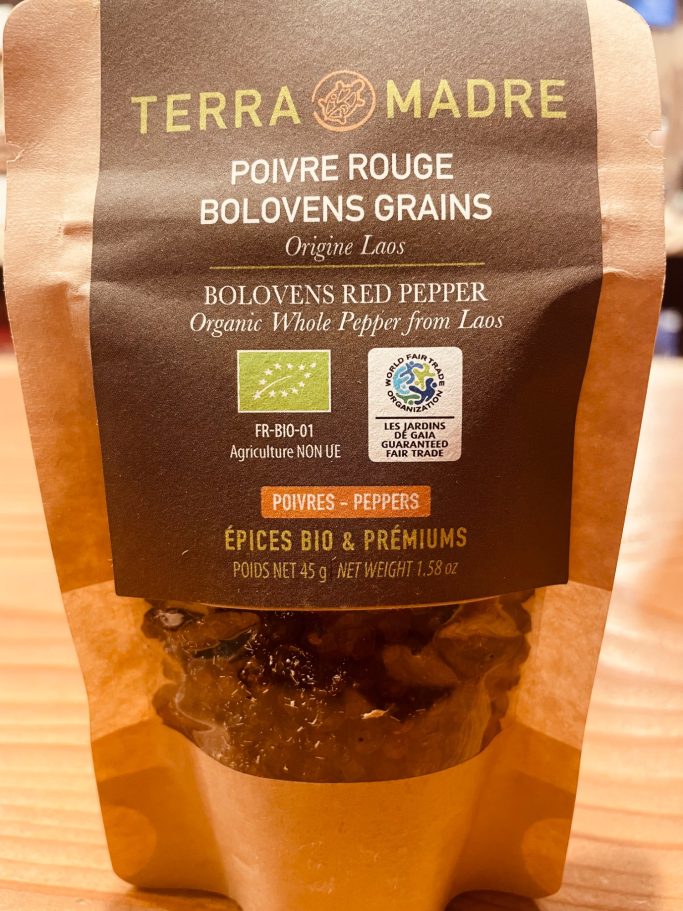 TERRA MADRE
POIVRE ROUGE
BOLOVENS GRAINS
Origine Laos
BOLOVENS RED PEPPER
Organic Whole Pepper from Laos
WORLD FAIR TRADE
ORGANIZATION
LES JARDINS
DE GAIA
GUARANTEED
FAIR TRADE
FR-BIO-01
Agriculture NON UE
POIVRES - PEPPERS
ÉPICES BIO & PRÉMIUMS
POIDS NET 45 g NET WEIGHT 1.58 oz